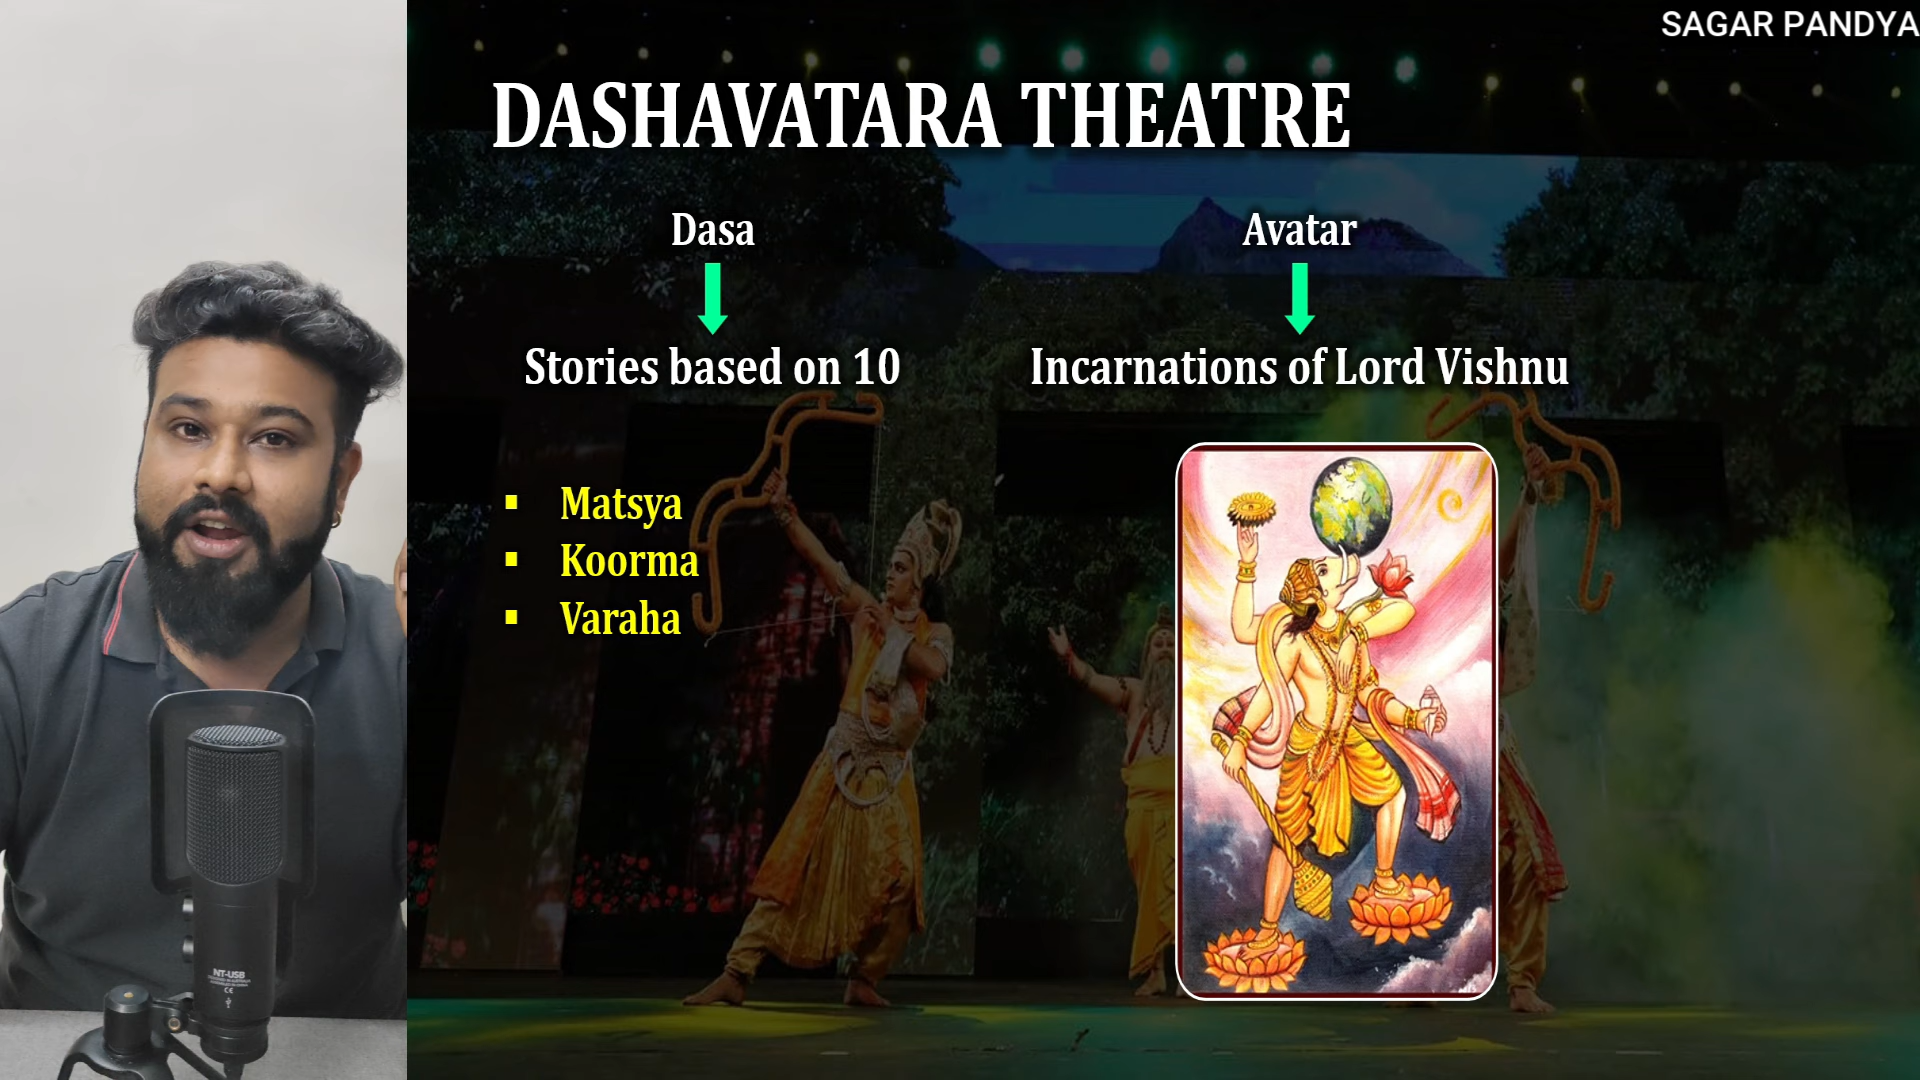 SAGAR PANDYA
DASHAVATARA THEATRE
Dasa
Avatar
Stories based on 10
Incarnations of Lord Vishnu
▪ Matsya
▪ Koorma
▪ Varaha
NT-USB
CE